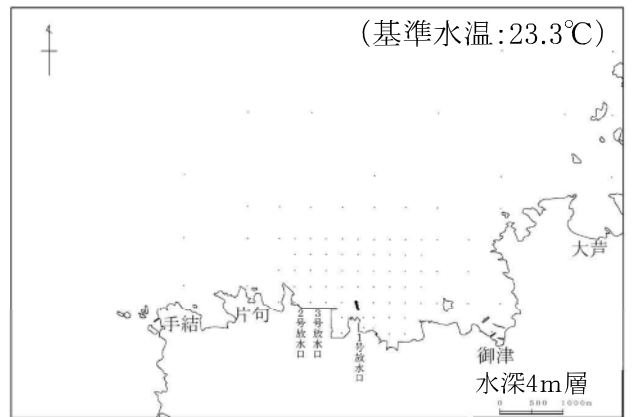 (基準水温:23.3℃)
大芦
手結
片句
2号放水口
3号放水口
1号放水口
御津
水深4m層
0 500 1000m